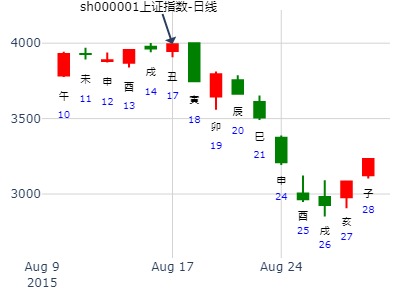 sh000001上证指数-日线
4000
3500
3000
午
10
未
11
申
12
酉
13
戌
14
丑
17
寅
18
卯
19
辰
20
巳
21
申
24
酉
25
戌
26
亥
27
子
28
Aug 9
2015
Aug 17
Aug 24